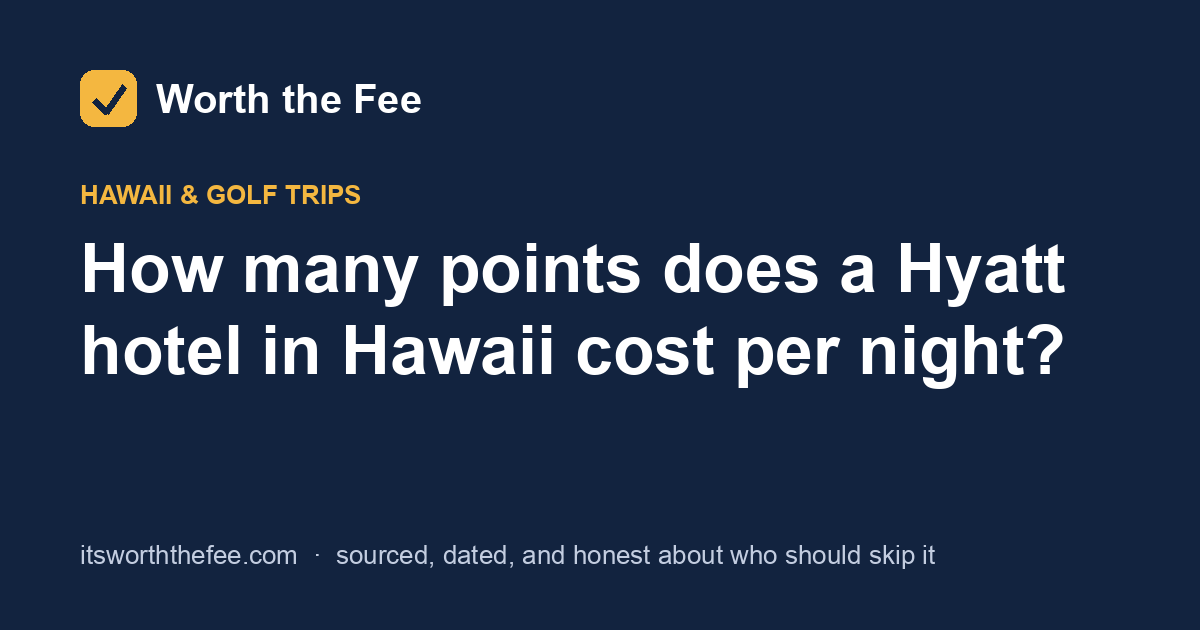 Worth the Fee
HAWAII & GOLF TRIPS
How many points does a Hyatt
hotel in Hawaii cost per night?
itsworththefee.com · sourced, dated, and honest about who should skip it